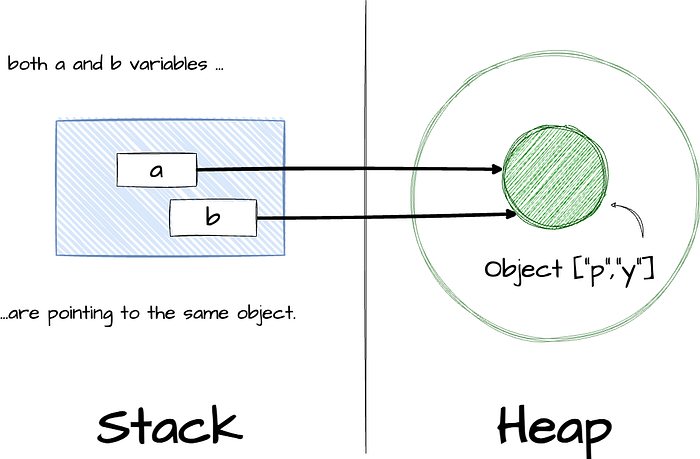 both a and b variables ...
a
b
Object ["p","y"]
...are pointing to the same object.
Stack
Heap